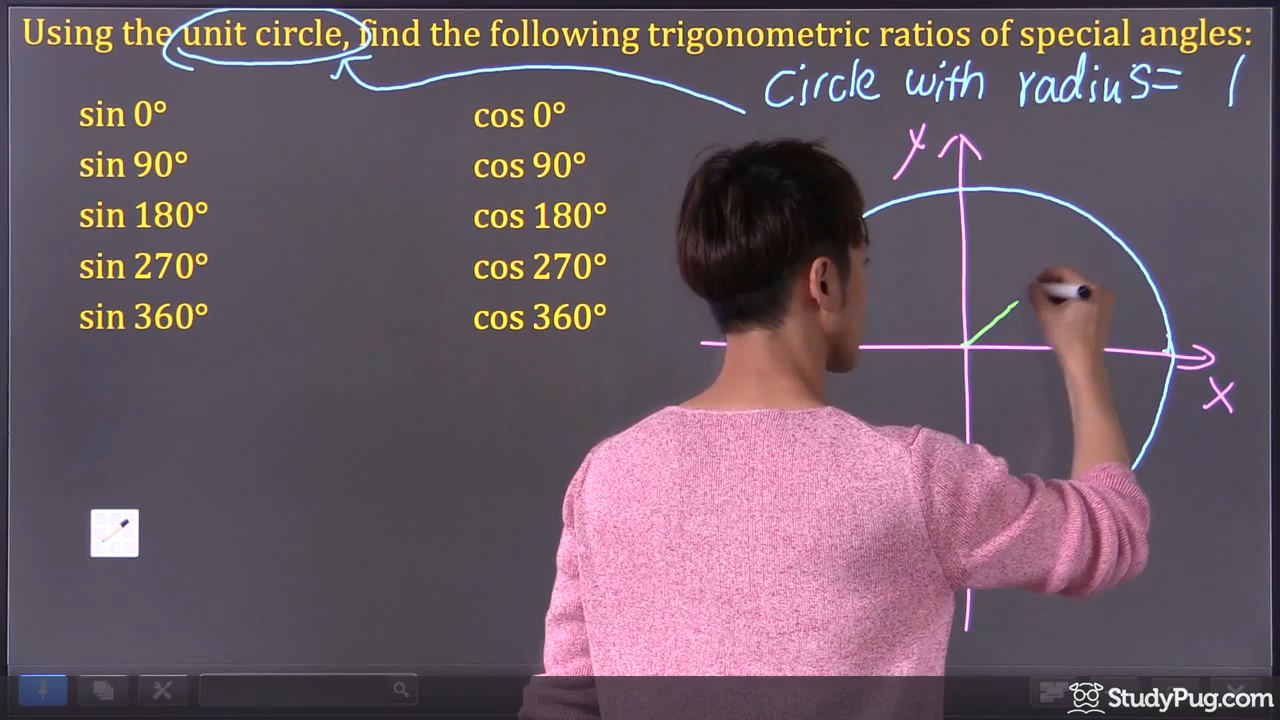 Using the unit circle, find the following trigonometric ratios of special angles:
circle with radius = 1
sin 0° cos 0°
sin 90° cos 90°
sin 180° cos 180°
sin 270° cos 270°
sin 360° cos 360°
y
x
StudyPug.com